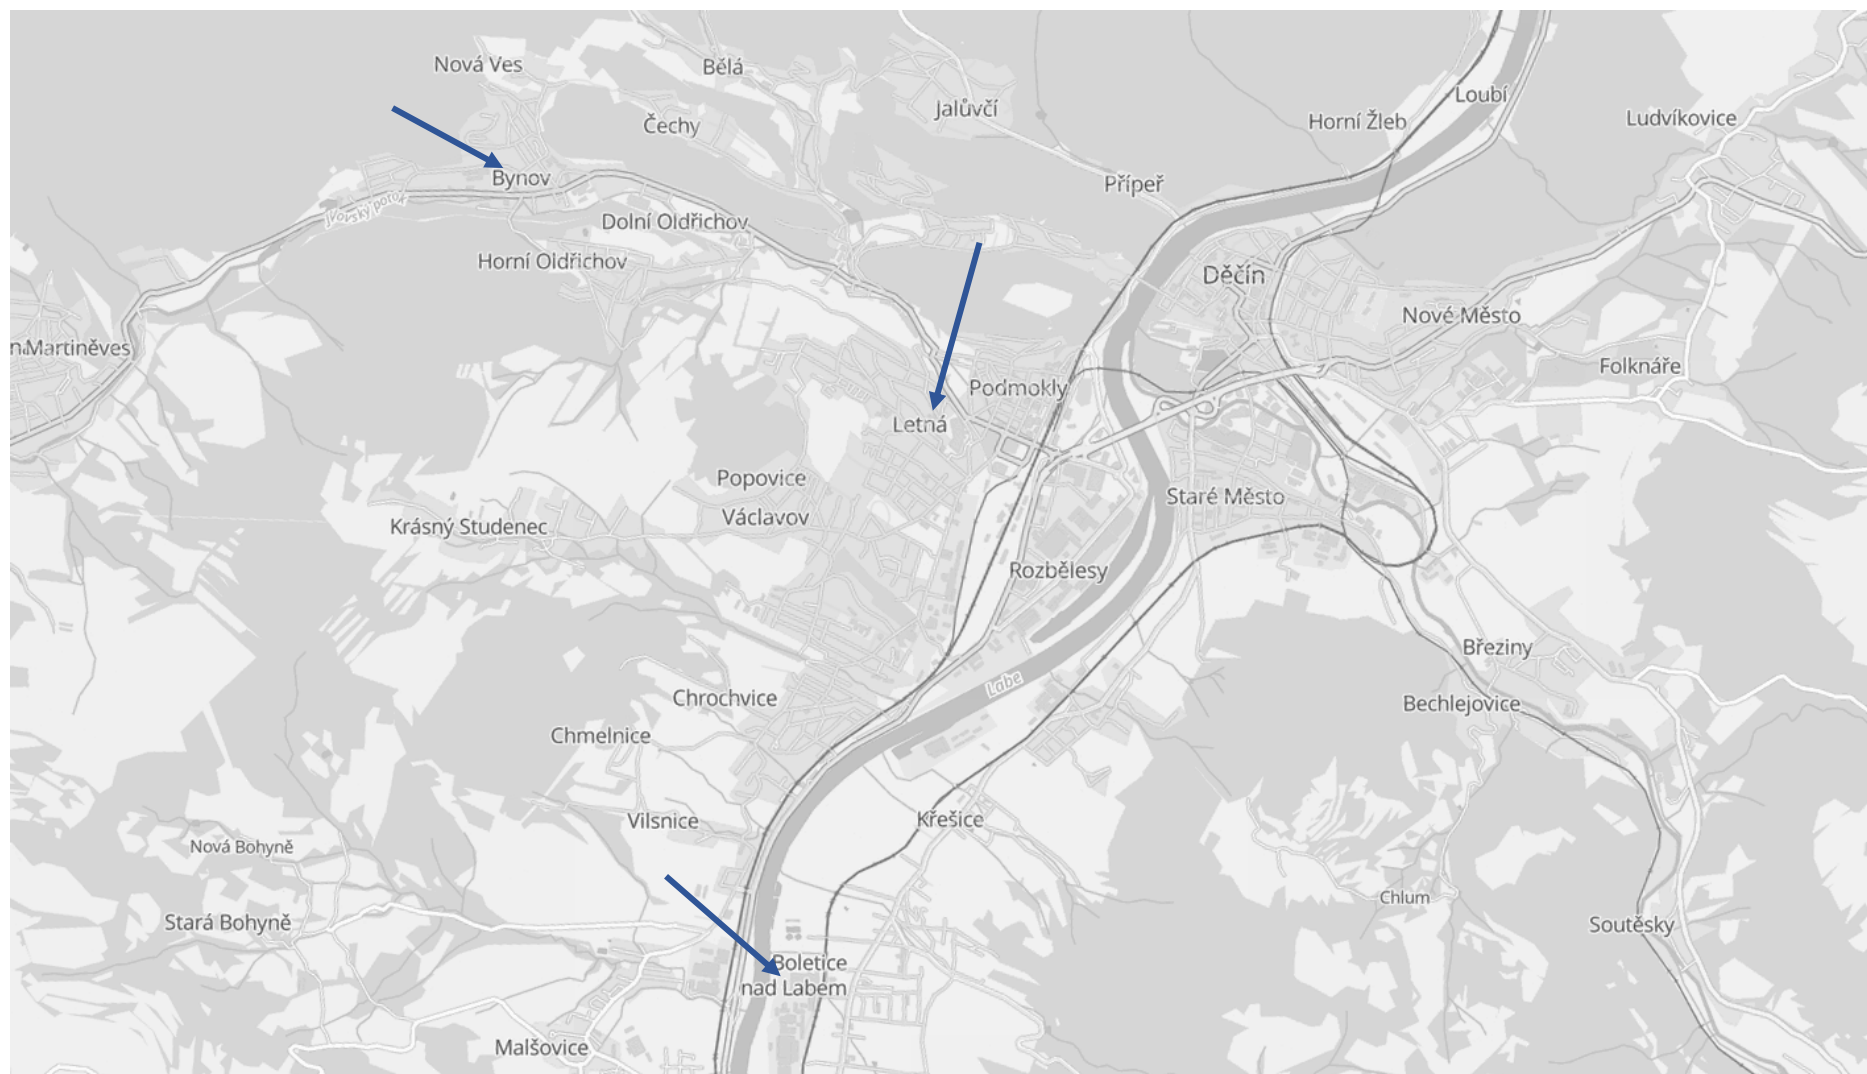 Nová Ves
Bělá
Jalůvčí
Loubí
Čechy
Horní Žleb
Ludvíkovice
Bynov
Přípeř
Jílovský potok
Dolní Oldřichov
Horní Oldřichov
Děčín
Nové Město
Martiněves
Folknáře
Podmokly
Letná
Popovice
Staré Město
Václavov
Krásný Studenec
Rozbělesy
Březiny
Labe
Chrochvice
Bechlejovice
Chmelnice
Vilsnice
Křešice
Nová Bohyně
Chlum
Stará Bohyně
Soutěsky
Boletice
nad Labem
Malšovice